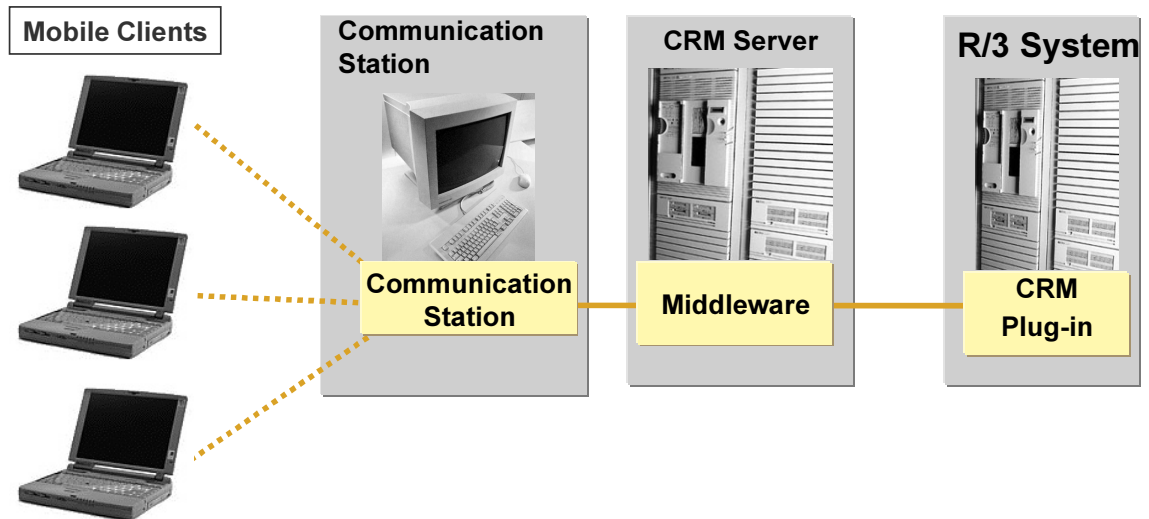 Mobile Clients
Communication
Station
CRM Server
R/3 System
Communication
Station
Middleware
CRM
Plug-in